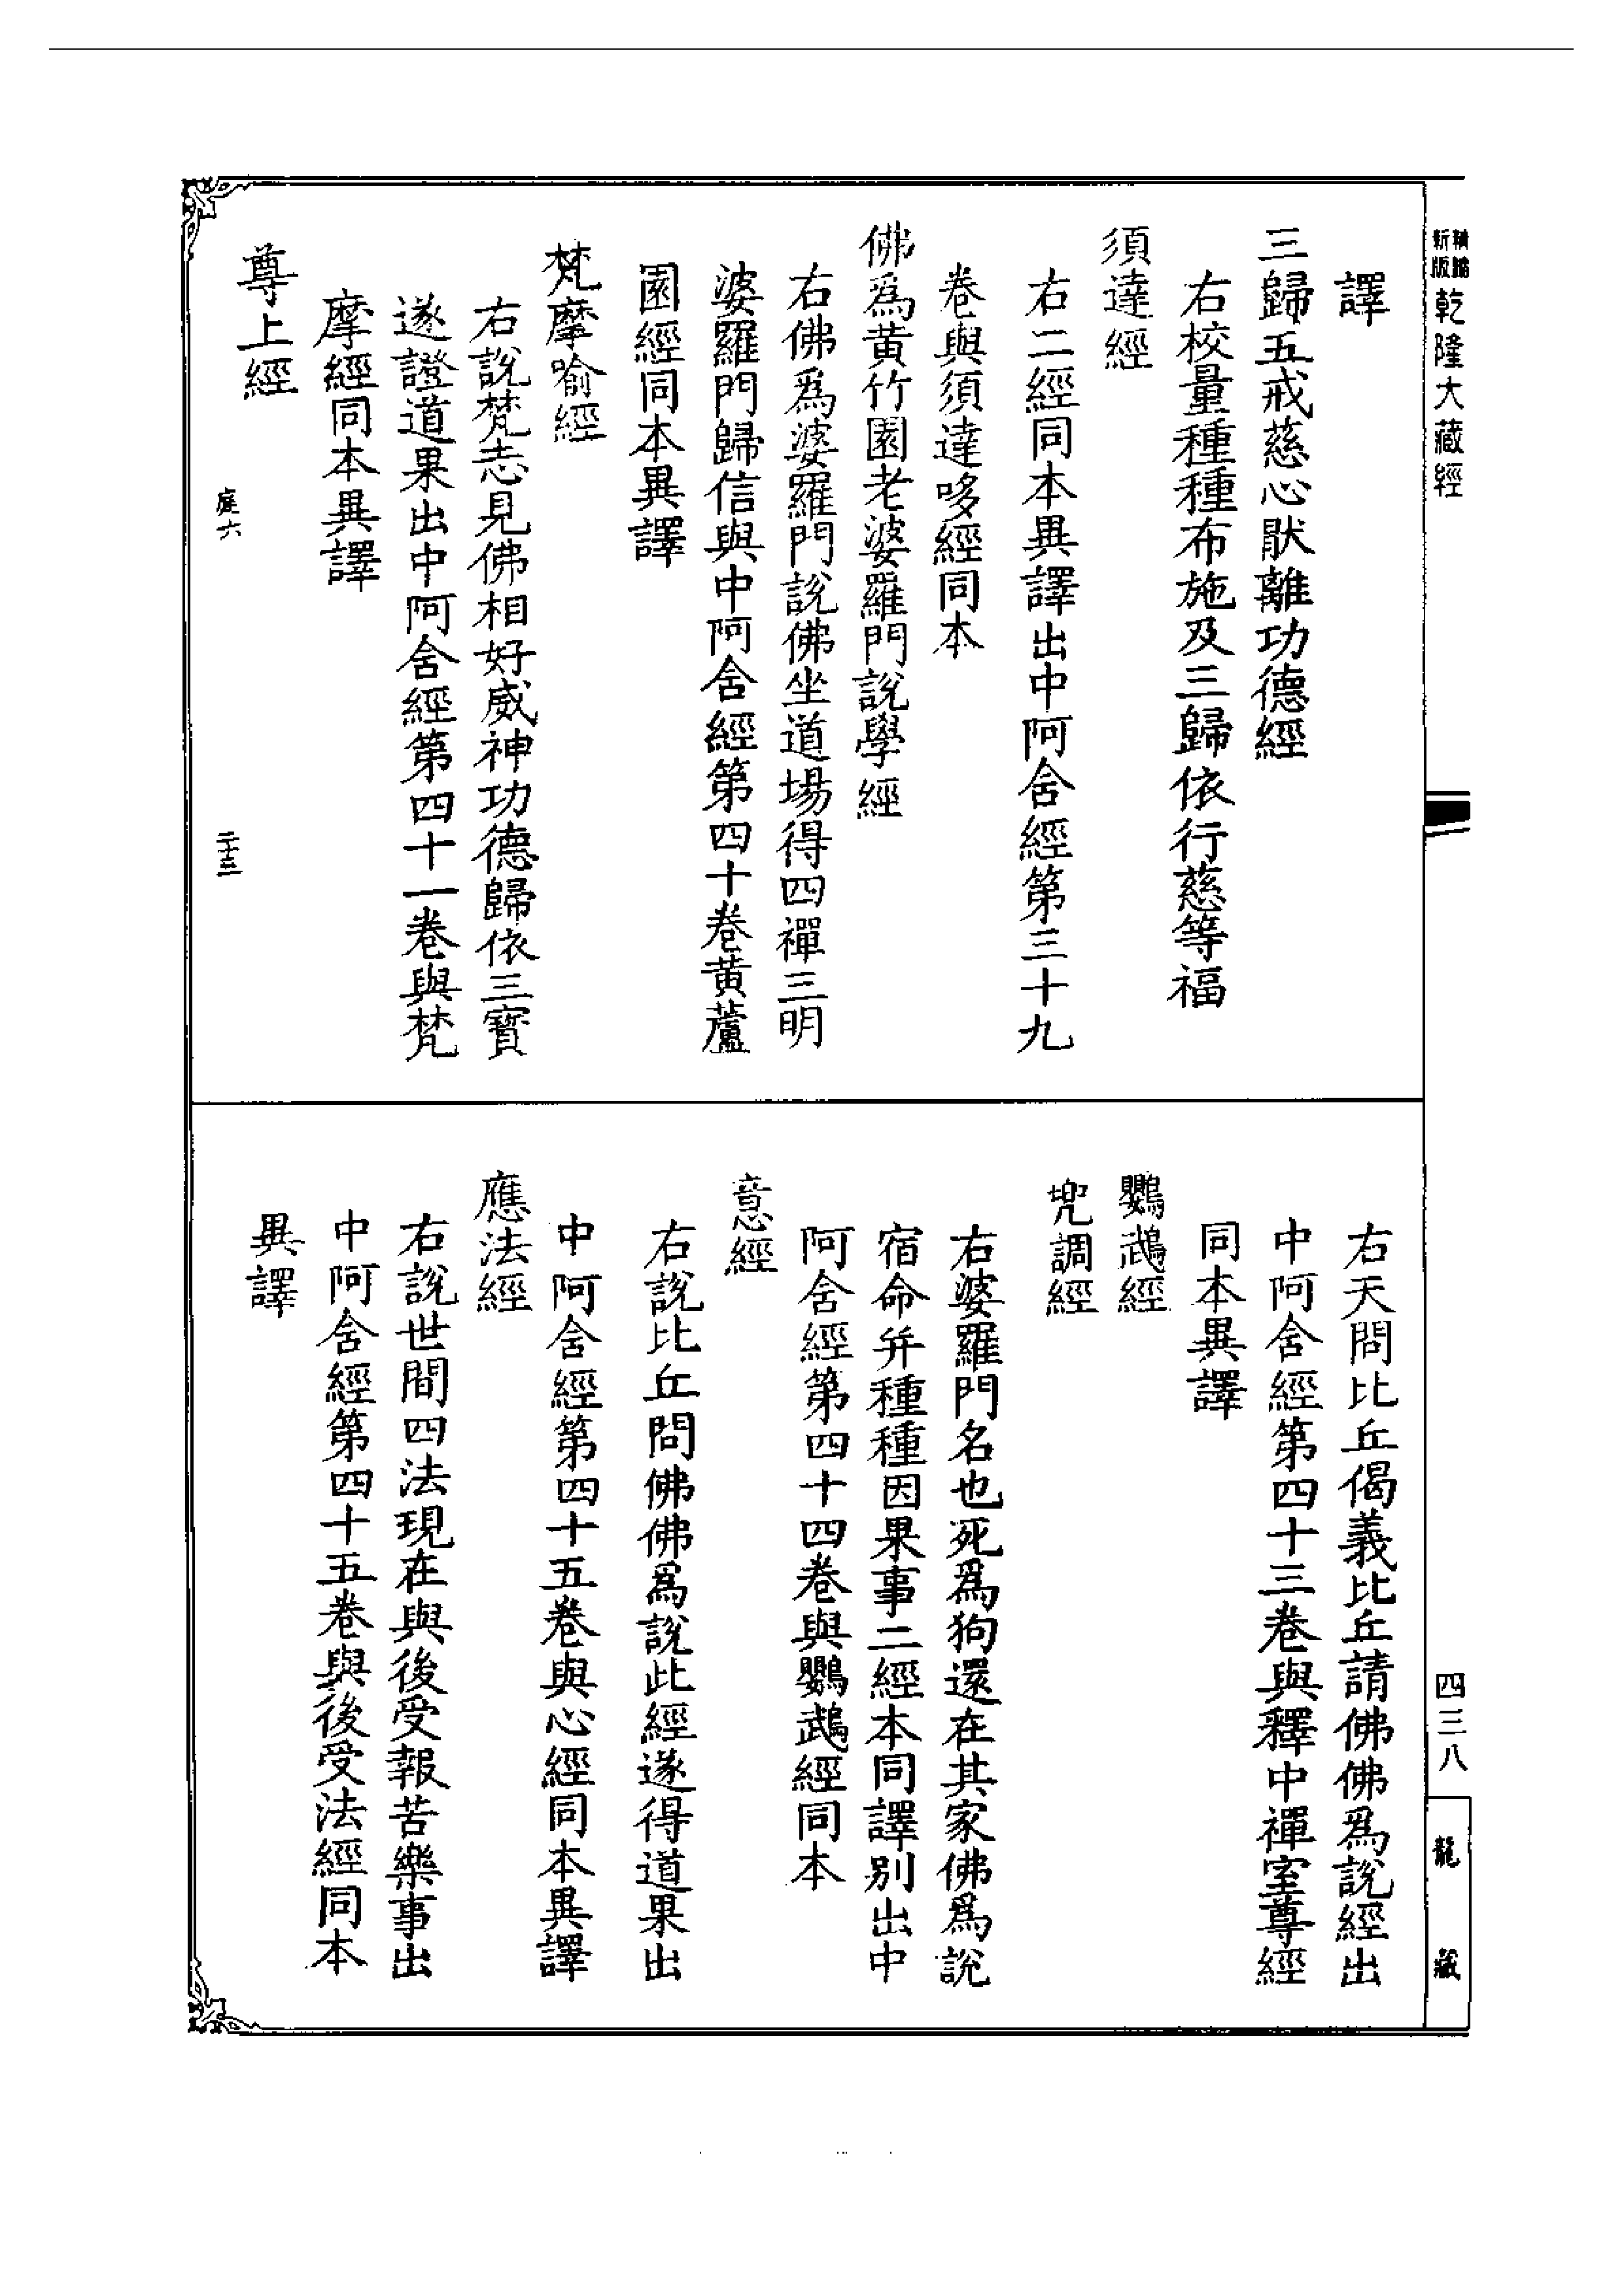 精縮
新版
乾隆大藏經
譯
三歸五戒慈心猒離功德經
右校量種種布施及三歸依行慈等福
須達經
右二經同本異譯出中阿含經第三十九
卷與須達哆經同本
佛爲黃竹園老婆羅門說學經
右佛爲婆羅門說佛坐道場得四禪三明
婆羅門歸信與中阿含經第四十卷黃蘆
園經同本異譯
梵摩喻經
右說梵志見佛相好威神功德歸依三寶
遂證道果出中阿含經第四十一卷與梵
摩經同本異譯
尊上經
庭六
二十三
右天問比丘偈義比丘請佛佛爲說經出
中阿含經第四十三卷與釋中禪室尊經
同本異譯
鸚鵡經
兜調經
右婆羅門名也死爲狗還在其家佛爲說
宿命并種種因果事二經本同譯別出中
阿含經第四十四卷與鸚鵡經同本
意經
右說比丘問佛佛爲說此經遂得道果出
中阿含經第四十五卷與心經同本異譯
應法經
右說世間四法現在與後受報苦樂事出
中阿含經第四十五卷與後受法經同本
異譯
四三八
龍藏